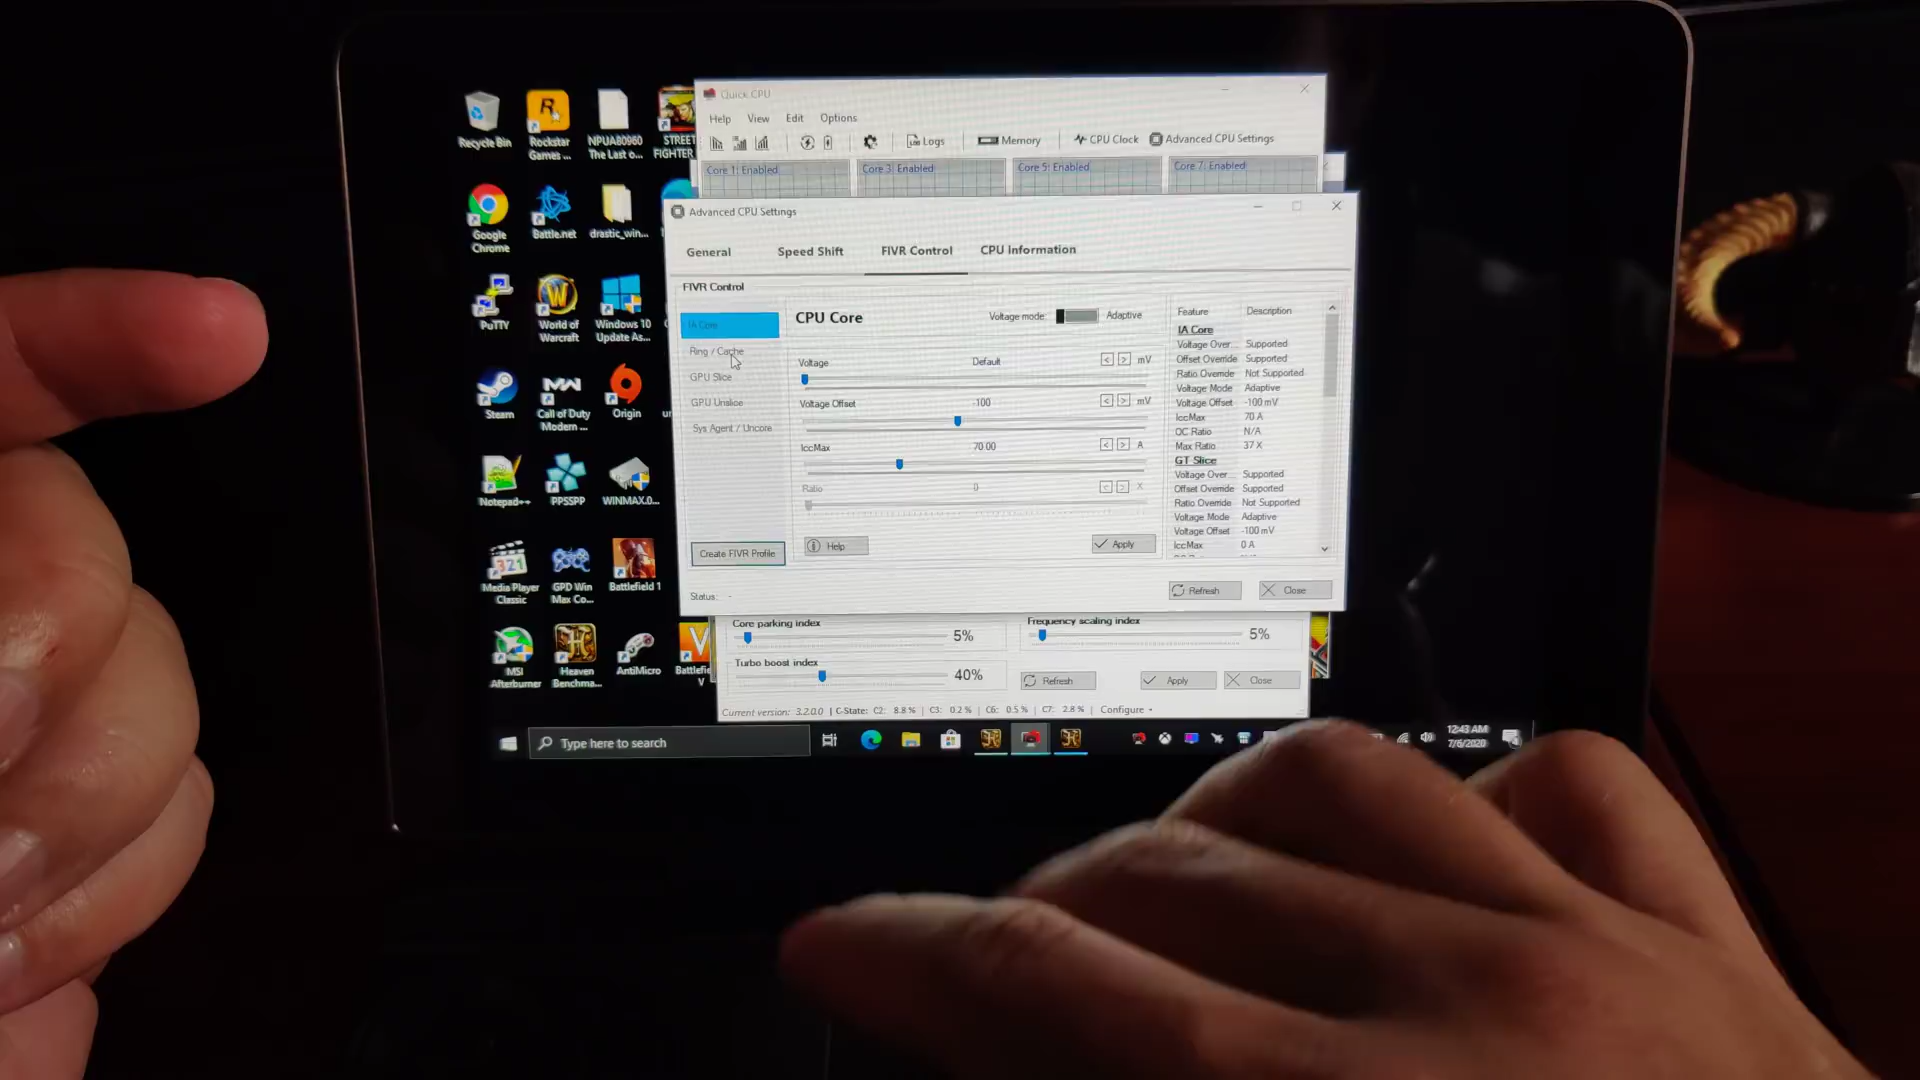 Quick CPU
Help View Edit Options
Logs Memory CPU Clock Advanced CPU Settings
Core 1: Enabled Core 3: Enabled Core 5: Enabled Core 7: Enabled
Advanced CPU Settings
General Speed Shift FIVR Control CPU Information
FIVR Control
IA Core
Ring / Cache
GPU Slice
GPU Unslice
Sys Agent / Uncore
Create FIVR Profile
CPU Core
Voltage mode: Adaptive
Voltage Default < > mV
Voltage Offset -100 < > mV
IccMax 70.00 < > A
Ratio 0 < > X
Help
Apply
Feature Description
IA Core
Voltage Over... Supported
Offset Override Supported
Ratio Override Not Supported
Voltage Mode Adaptive
Voltage Offset -100 mV
IccMax 70 A
OC Ratio N/A
Max Ratio 37 X
GT Slice
Voltage Over... Supported
Offset Override Supported
Ratio Override Not Supported
Voltage Mode Adaptive
Voltage Offset -100 mV
IccMax 0 A
Status: -
Refresh Close
Core parking index 5%
Frequency scaling index 5%
Turbo boost index 40%
Refresh Apply Close
Current version: 3.2.0.0 | C-State: C2: 8.8 % | C3: 0.2 % | C6: 0.5 % | C7: 2.8 % | Configure
Recycle Bin
Rockstar Games ...
NPUA80960 The Last o...
STREET FIGHTER
Google Chrome
Battle.net
drastic_win...
PuTTY
World of Warcraft
Windows 10 Update As...
Steam
Call of Duty Modern ...
Origin
Notepad++
PPSSPP
WINMAX.0...
Media Player Classic
GPD Win Max Co...
Battlefield 1
MSI Afterburner
Heaven Benchma...
AntiMicro
Battlefie V
Type here to search
12:43 AM
7/6/2020